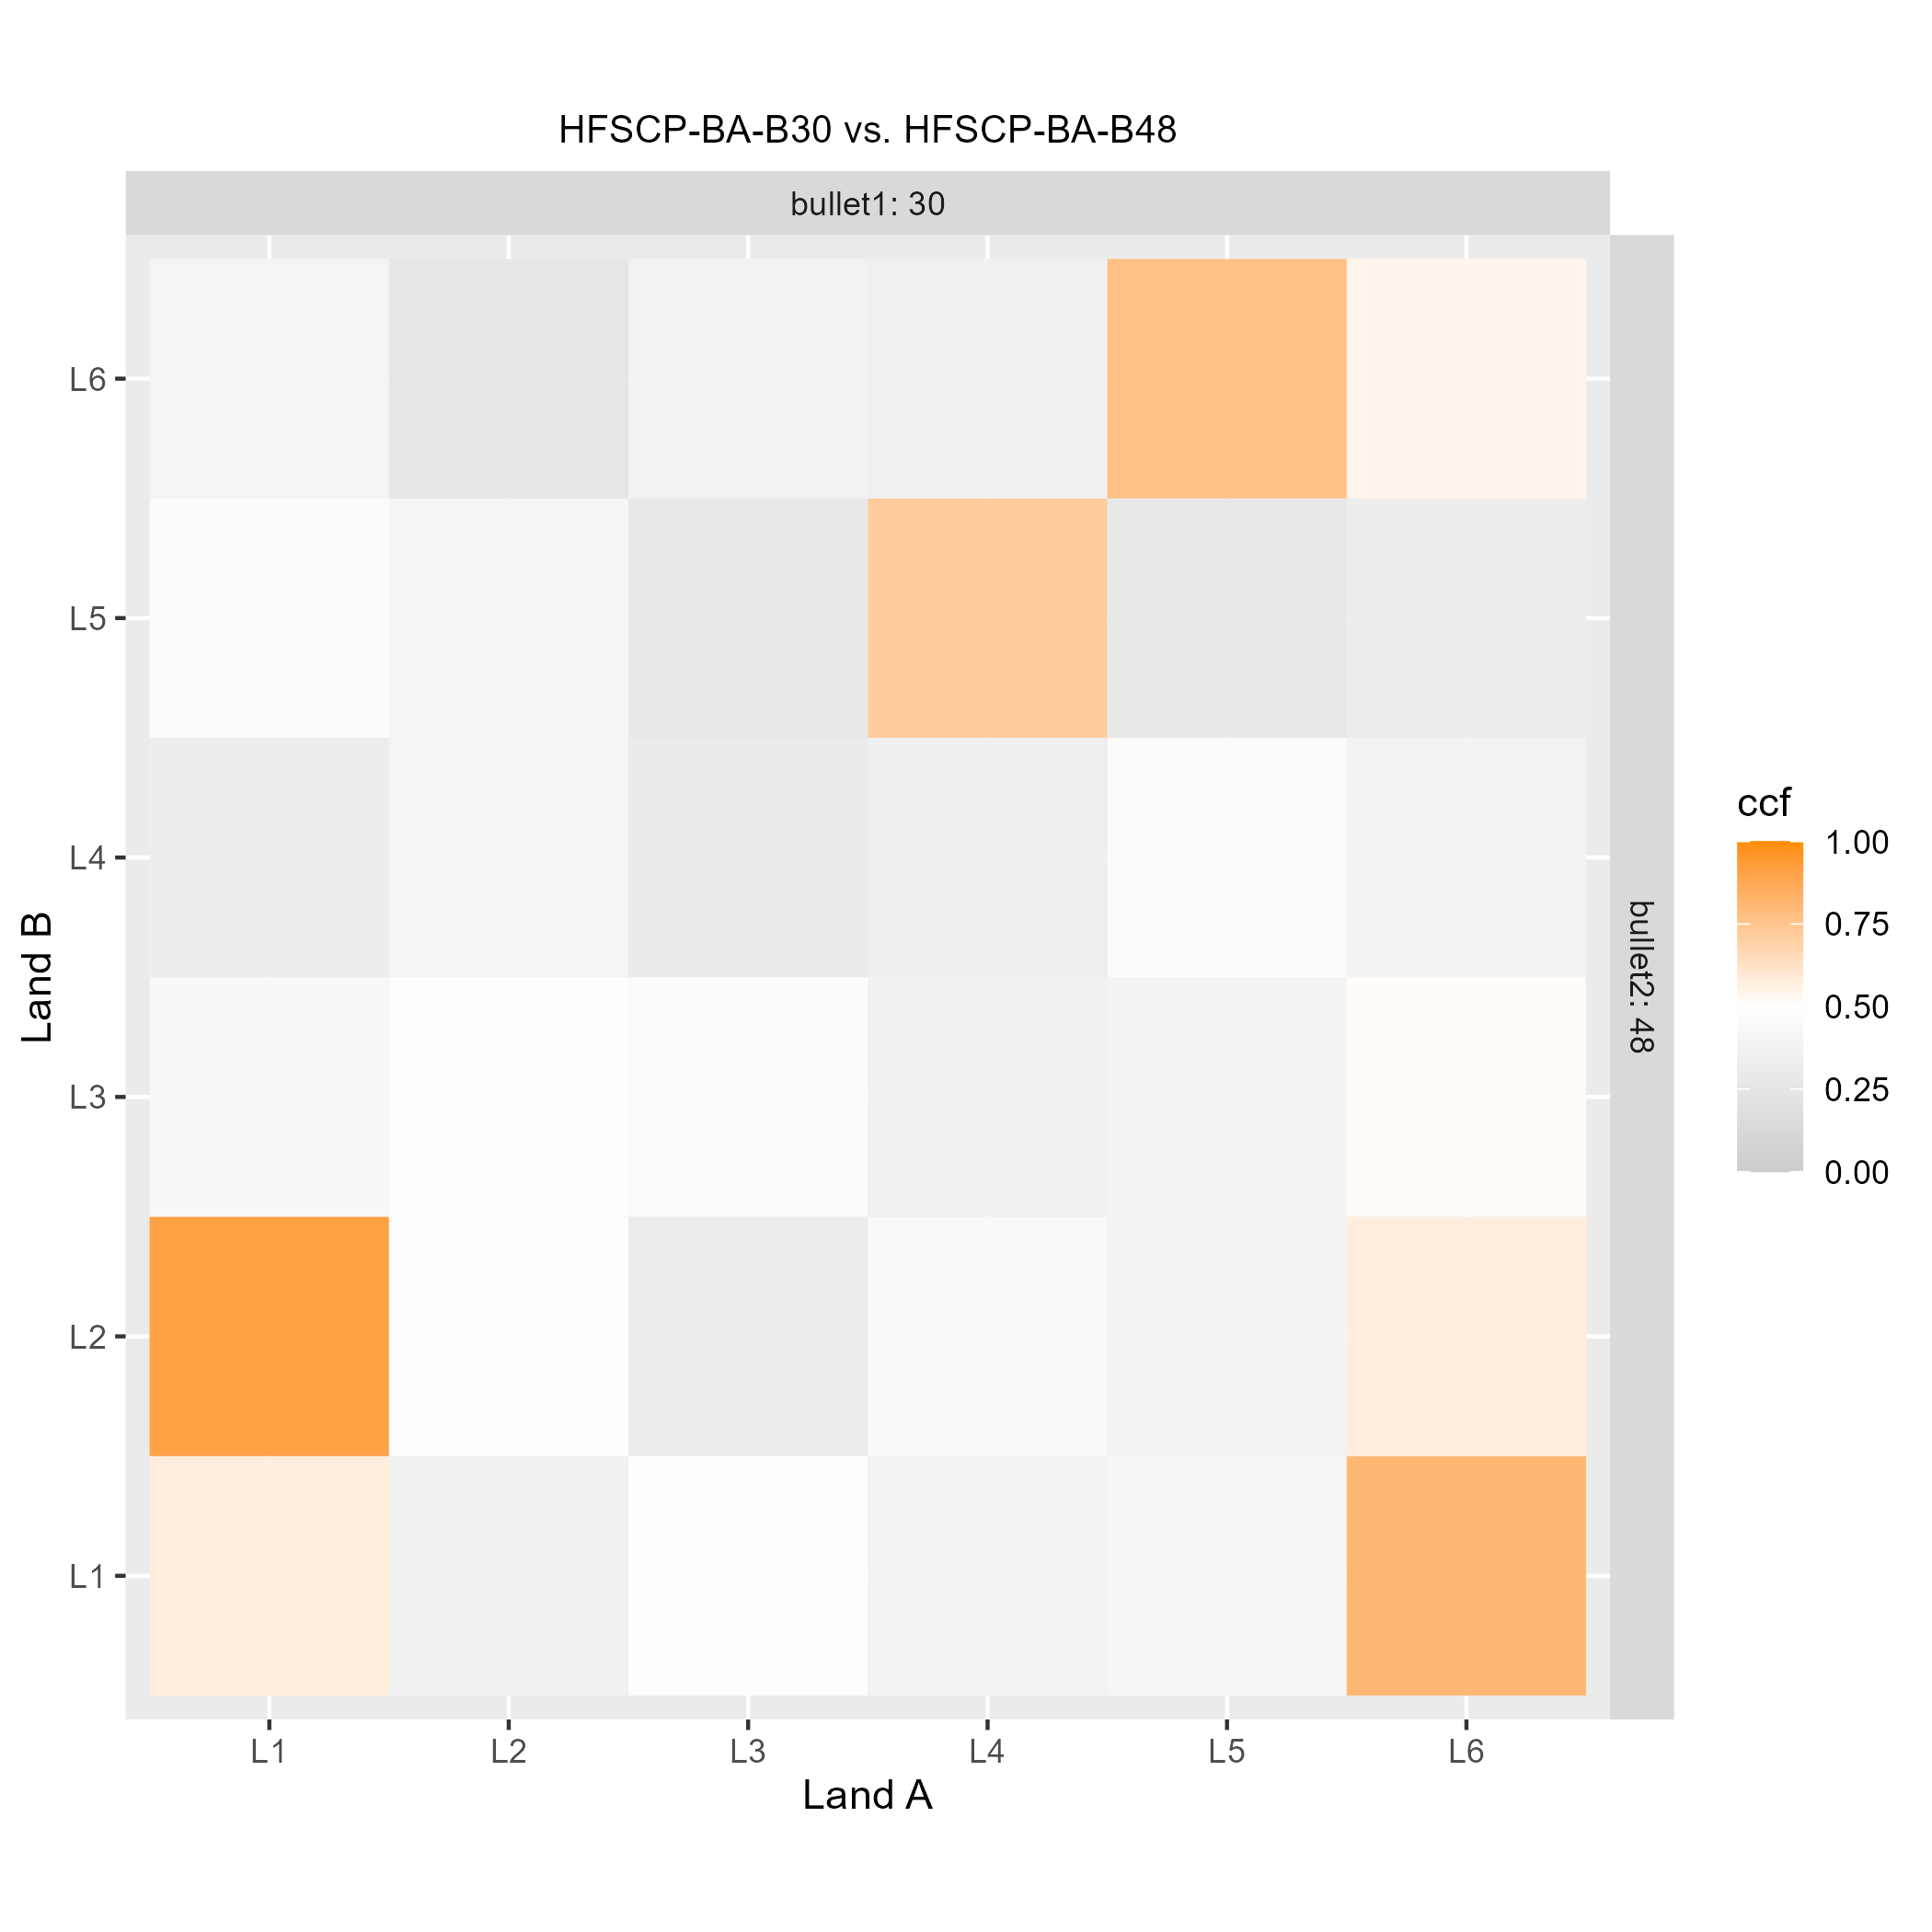 HFSCP-BA-B30 vs. HFSCP-BA-B48
bullet1: 30
L6
L5
L4
L3
L2
L1
Land B
bullet2: 48
ccf
1.00
0.75
0.50
0.25
0.00
L1
L2
L3
L4
L5
L6
Land A